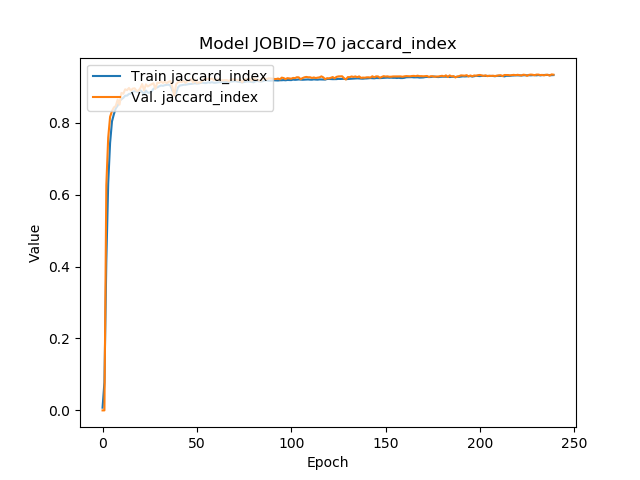 Model JOBID=70 jaccard_index
Train jaccard_index
Val. jaccard_index
0.8
0.6
0.4
0.2
0.0
Value
0 50 100 150 200 250
Epoch